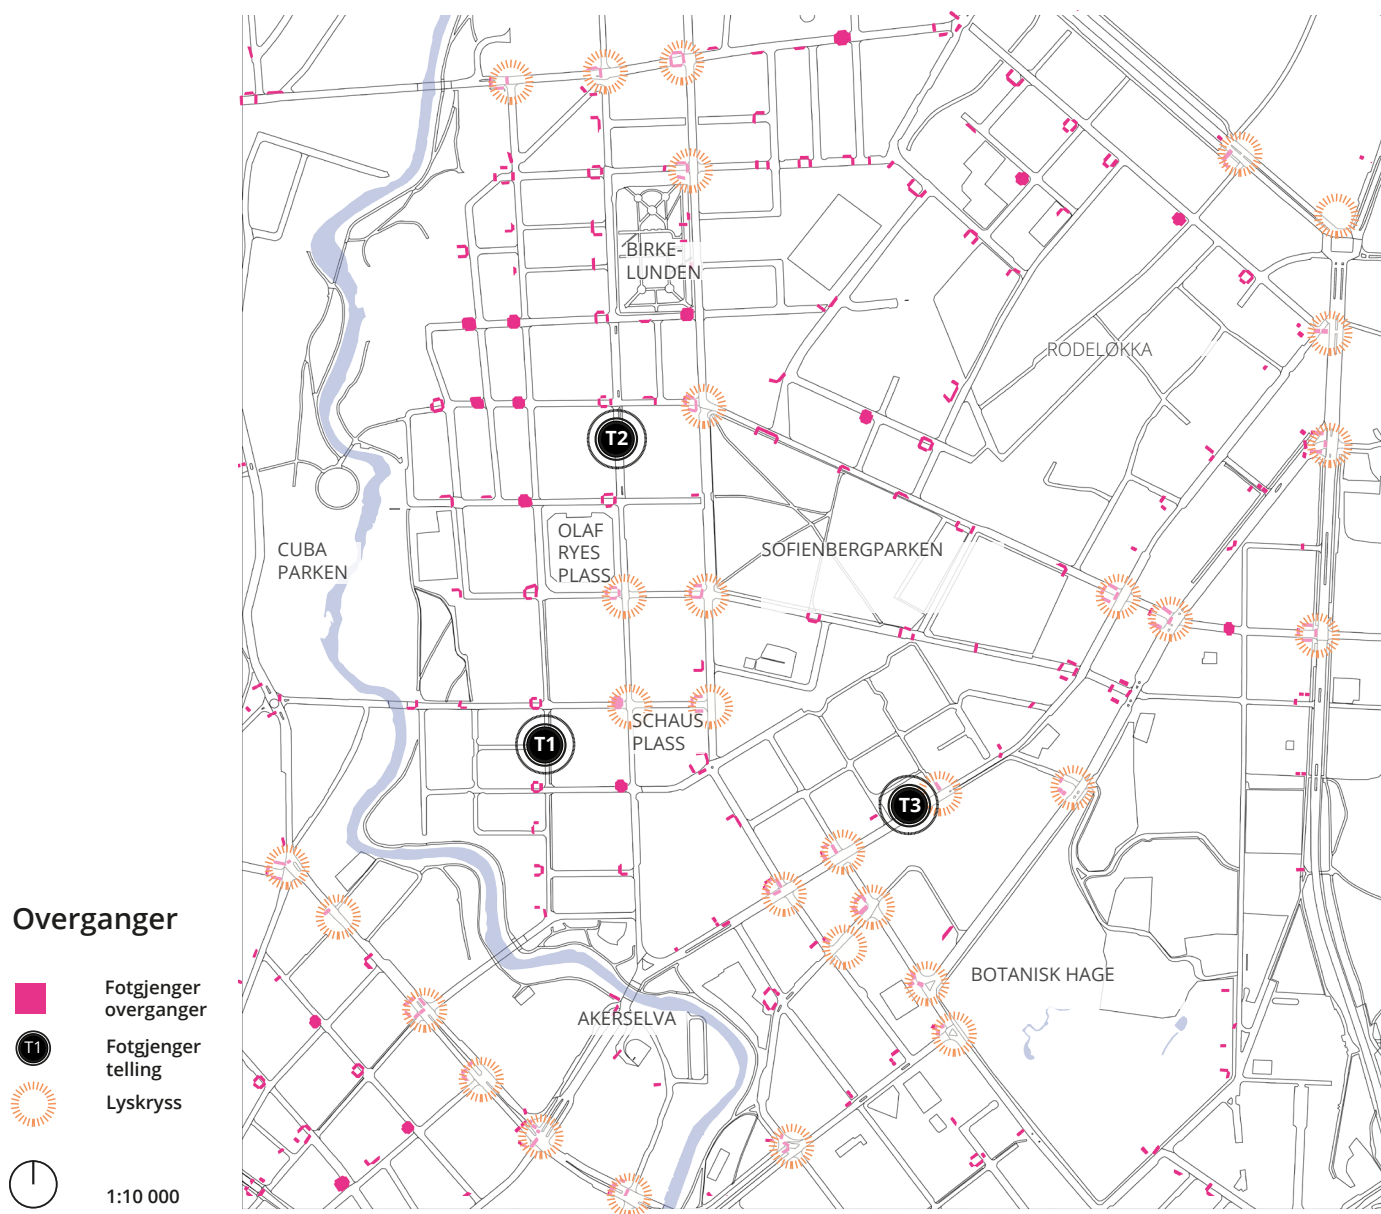 BIRKE-
LUNDEN
RODELØKKA
T2
OLAF
RYES
PLASS
CUBA
PARKEN
SOFIENBERGPARKEN
SCHAUS
PLASS
T1
T3
Overganger
BOTANISK HAGE
Fotgjenger
overganger
AKERSELVA
T1
Fotgjenger
telling
Lyskryss
1:10 000